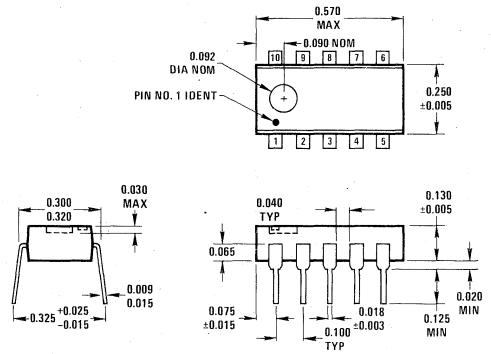 0.570
MAX
0.092
DIA NOM
0.090 NOM
10 9 8 7 6
PIN NO. 1 IDENT
0.250
±0.005
1 2 3 4 5
0.300
0.320
0.030
MAX
0.040
TYP
0.130
±0.005
0.065
0.009
0.015
0.325 +0.025
-0.015
0.075
±0.015
0.100
TYP
0.018
±0.003
0.125
MIN
0.020
MIN